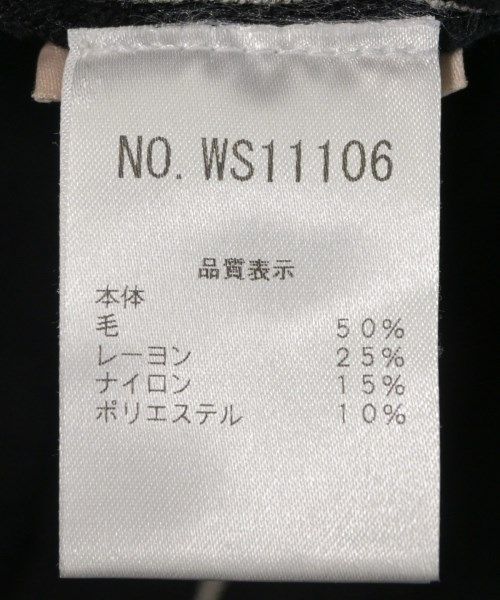 NO. WS11106
品質表示
本体
毛 50%
レーヨン 25%
ナイロン 15%
ポリエステル 10%